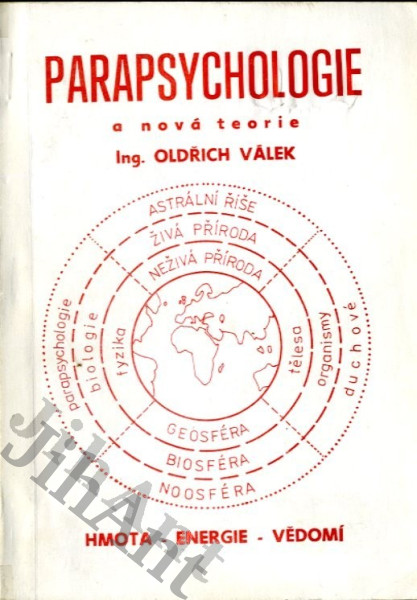 PARAPSYCHOLOGIE
a nová teorie
Ing. OLDŘICH VÁLEK
ASTRÁLNÍ ŘÍŠE
ŽIVÁ PŘÍRODA
NEŽIVÁ PŘÍRODA
parapsychologie
biologie
fyzika
tělesa
organismy
duchové
GEOSFÉRA
BIOSFÉRA
NOOSFÉRA
HMOTA - ENERGIE - VĚDOMÍ
JihAnt